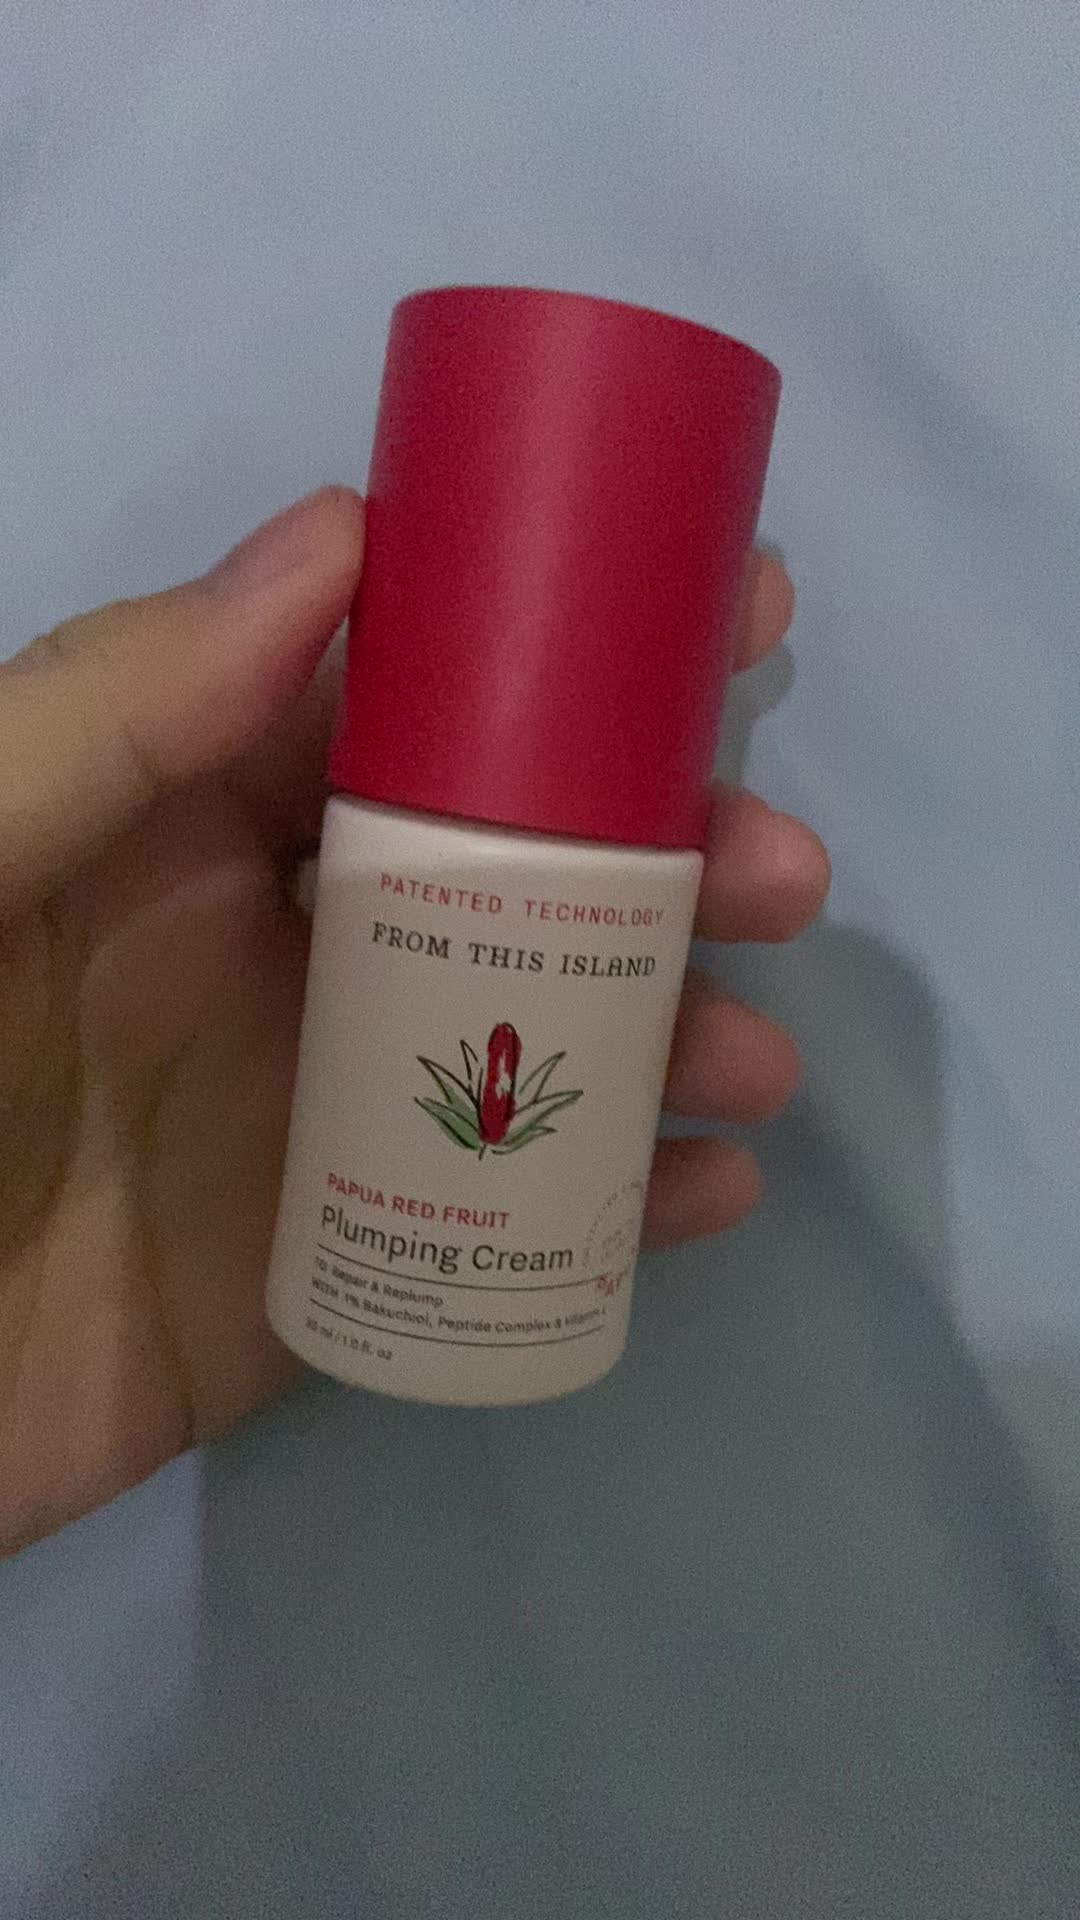 PATENTED TECHNOLOGY
FROM THIS ISLAND
PAPUA RED FRUIT
Plumping Cream
TO: Repair & Replump
WITH 1% Bakuchiol, Peptide Complex &
30 ml / 1.0 fl. oz